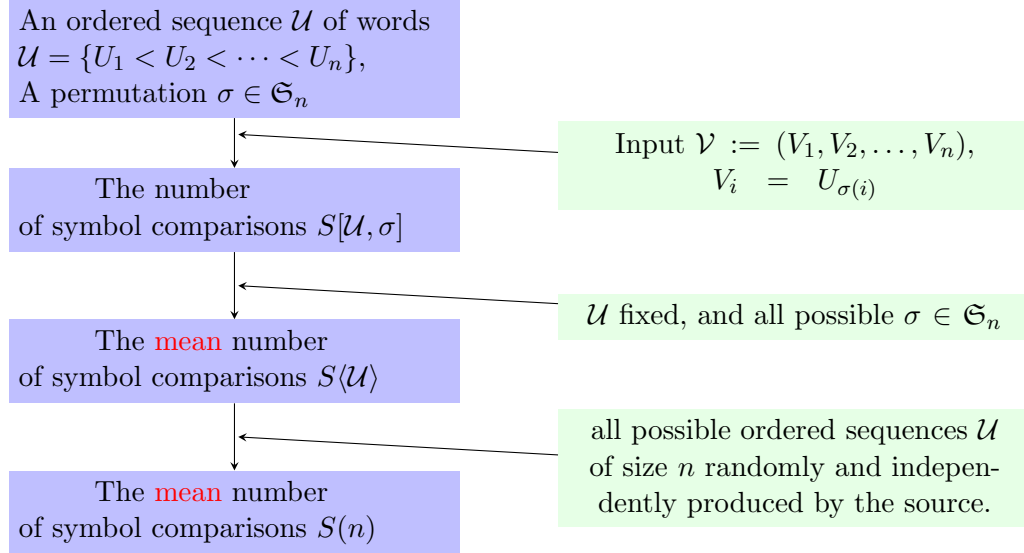 An ordered sequence 𝒰 of words
𝒰 = {U₁ < U₂ < ⋯ < Uₙ},
A permutation σ ∈ 𝔖ₙ
Input 𝒱 := (V₁, V₂, …, Vₙ),
Vᵢ = U_{σ(i)}
The number
of symbol comparisons S[𝒰, σ]
𝒰 fixed, and all possible σ ∈ 𝔖ₙ
The mean number
of symbol comparisons S⟨𝒰⟩
all possible ordered sequences 𝒰
of size n randomly and indepen-
dently produced by the source.
The mean number
of symbol comparisons S(n)